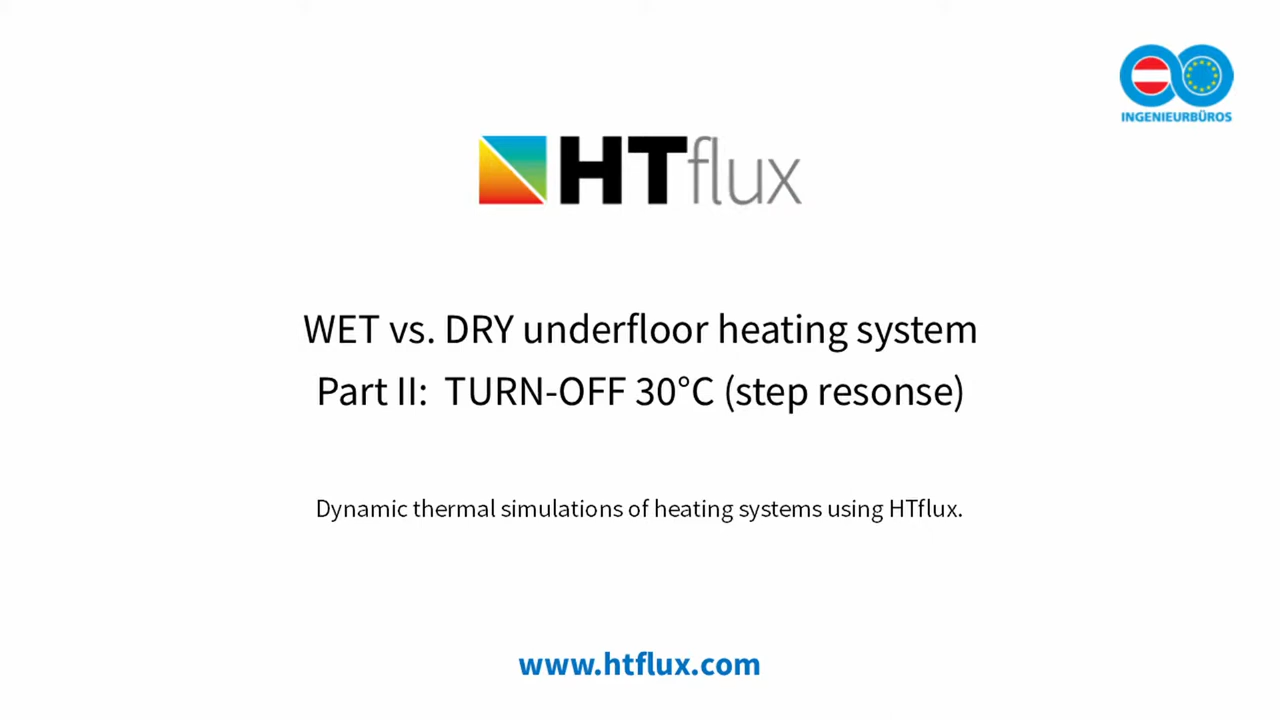 INGENIEURBÜROS
HTflux
WET vs. DRY underfloor heating system
Part II: TURN-OFF 30°C (step resonse)
Dynamic thermal simulations of heating systems using HTflux.
www.htflux.com